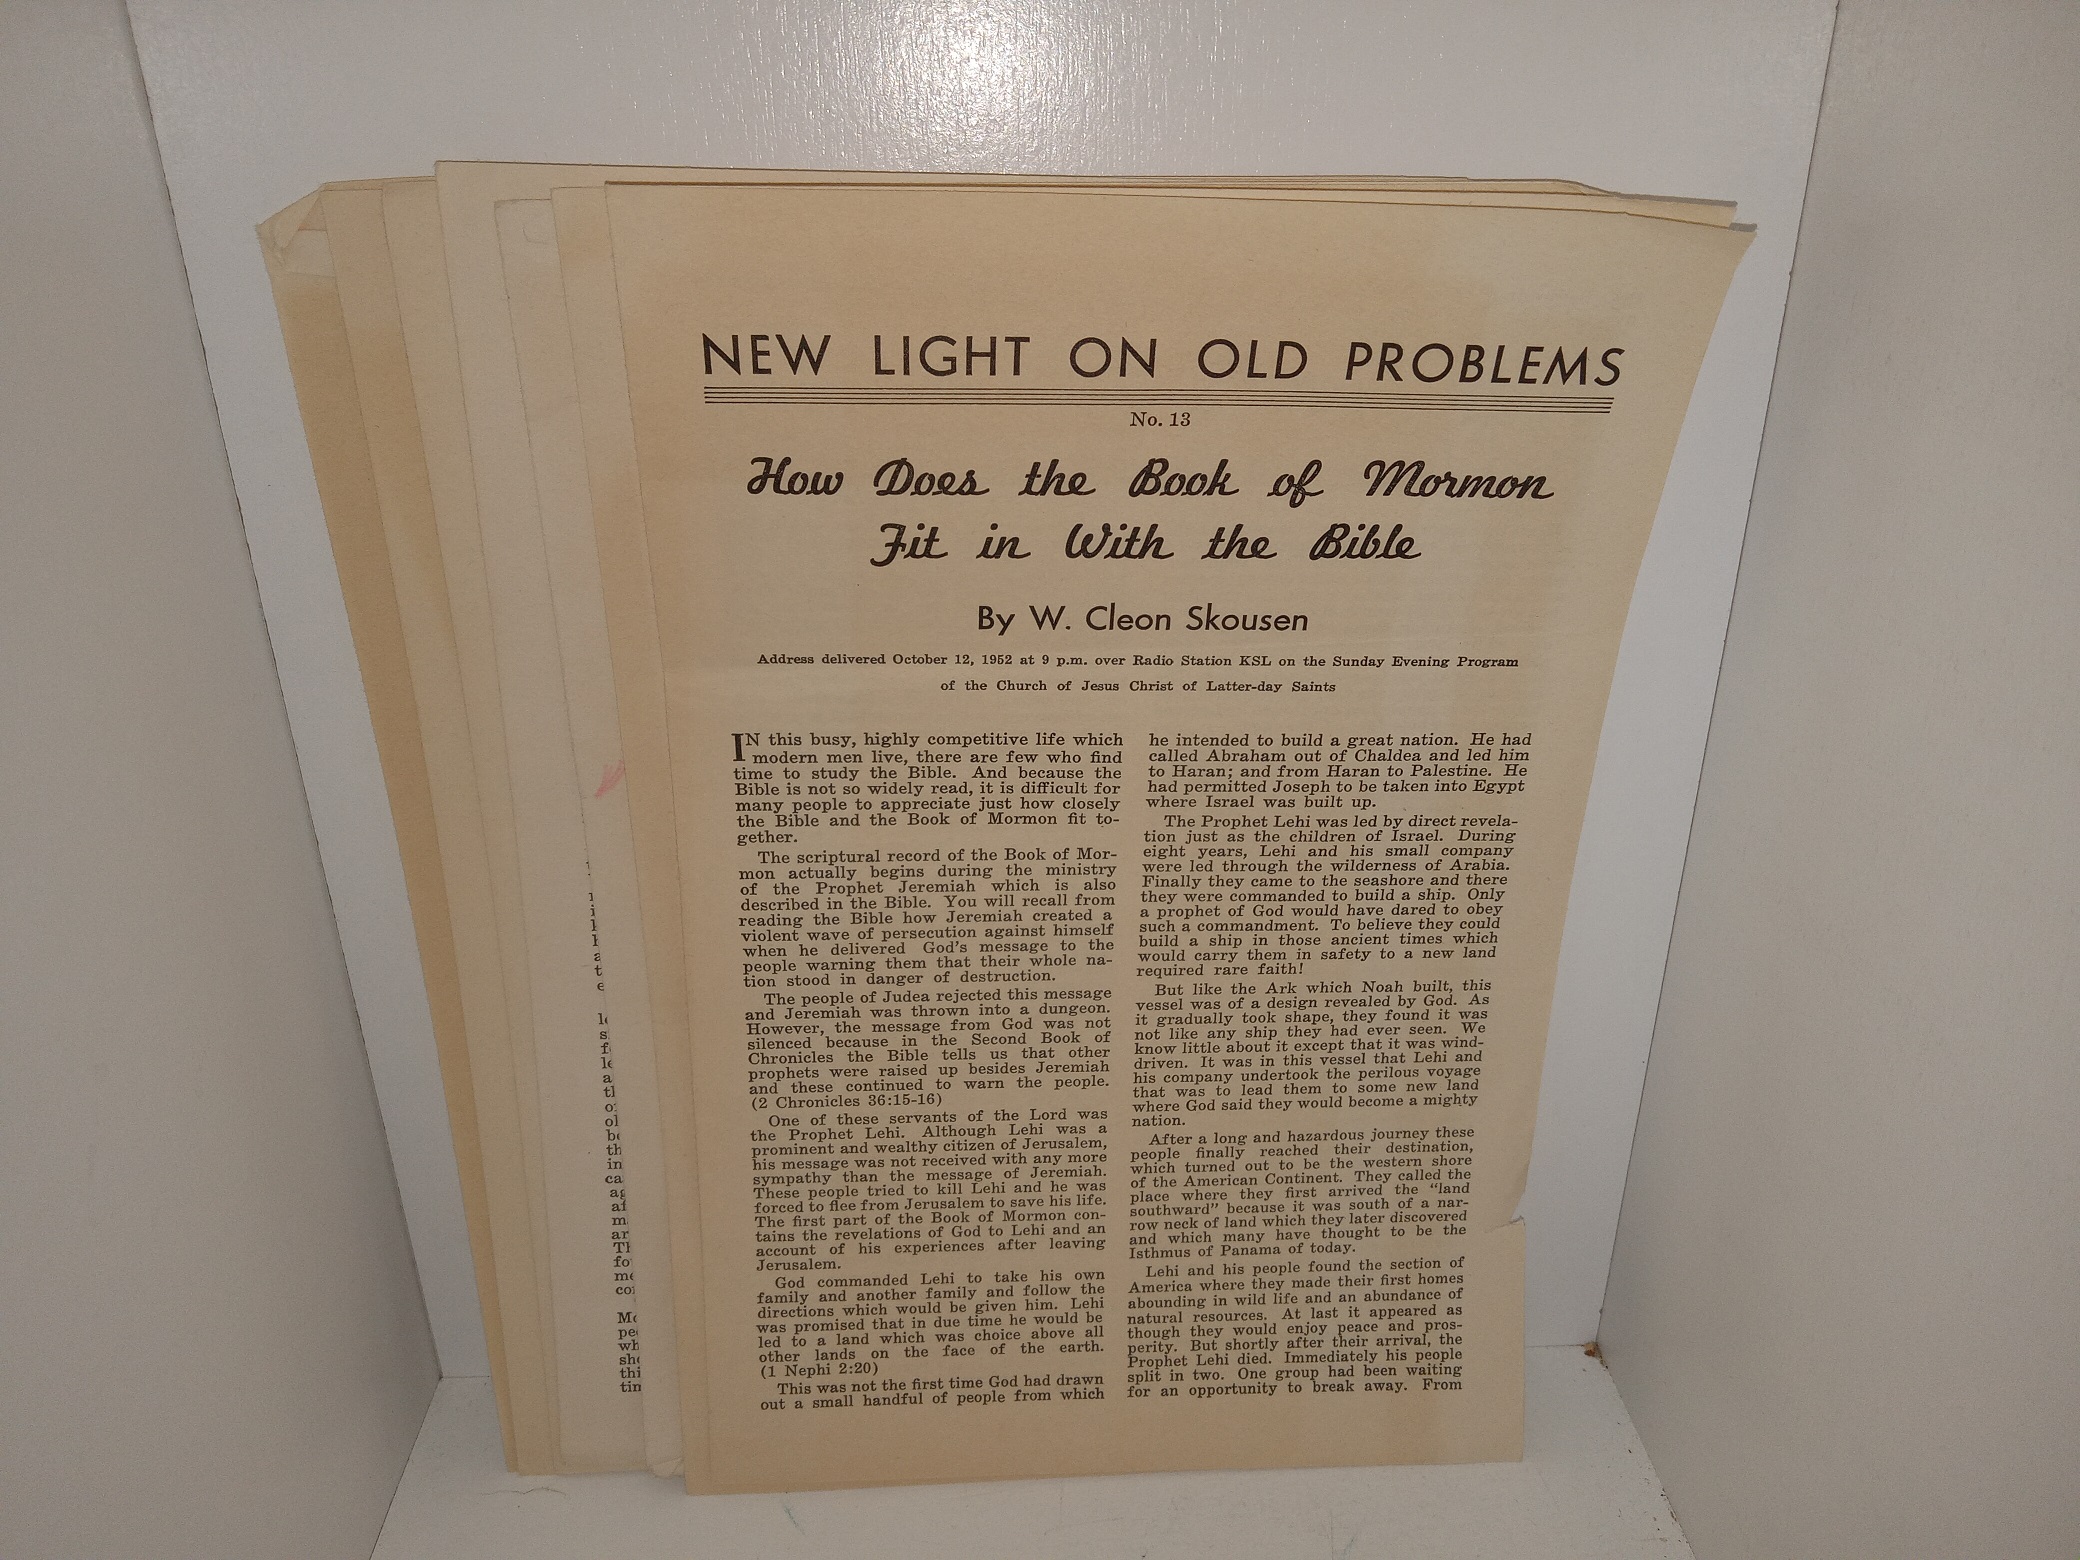 NEW LIGHT ON OLD PROBLEMS
No. 13
How Does the Book of Mormon
Fit in With the Bible
By W. Cleon Skousen
Address delivered October 12, 1952 at 9 p.m. over Radio Station KSL on the Sunday Evening Program
of the Church of Jesus Christ of Latter-day Saints
IN this busy, highly competitive life which
modern men live, there are few who find
time to study the Bible. And because the
Bible is not so widely read, it is difficult for
many people to appreciate just how closely
the Bible and the Book of Mormon fit to-
gether.
The scriptural record of the Book of Mor-
mon actually begins during the ministry
of the Prophet Jeremiah which is also
described in the Bible. You will recall from
reading the Bible how Jeremiah created a
violent wave of persecution against himself
when he delivered God's message to the
people warning them that their whole na-
tion stood in danger of destruction.
The people of Judea rejected this message
and Jeremiah was thrown into a dungeon.
However, the message from God was not
silenced because in the Second Book of
Chronicles the Bible tells us that other
prophets were raised up besides Jeremiah
and these continued to warn the people.
(2 Chronicles 36:15-16)
One of these servants of the Lord was
the Prophet Lehi. Although Lehi was a
prominent and wealthy citizen of Jerusalem,
his message was not received with any more
sympathy than the message of Jeremiah.
These people tried to kill Lehi and he was
forced to flee from Jerusalem to save his life.
The first part of the Book of Mormon con-
tains the revelations of God to Lehi and an
account of his experiences after leaving
Jerusalem.
God commanded Lehi to take his own
family and another family and follow the
directions which would be given him. Lehi
was promised that in due time he would be
led to a land which was choice above all
other lands on the face of the earth.
(1 Nephi 2:20)
This was not the first time God had drawn
out a small handful of people from which
he intended to build a great nation. He had
called Abraham out of Chaldea and led him
to Haran; and from Haran to Palestine. He
had permitted Joseph to be taken into Egypt
where Israel was built up.
The Prophet Lehi was led by direct revela-
tion just as the children of Israel. During
eight years, Lehi and his small company
were led through the wilderness of Arabia.
Finally they came to the seashore and there
they were commanded to build a ship. Only
a prophet of God would have dared to obey
such a commandment. To believe they could
build a ship in those ancient times which
would carry them in safety to a new land
required rare faith!
But like the Ark which Noah built, this
vessel was of a design revealed by God. As
it gradually took shape, they found it was
not like any ship they had ever seen. We
know little about it except that it was wind-
driven. It was in this vessel that Lehi and
his company undertook the perilous voyage
that was to lead them to some new land
where God said they would become a mighty
nation.
After a long and hazardous journey these
people finally reached their destination,
which turned out to be the western shore
of the American Continent. They called the
place where they first arrived the "land
southward" because it was south of a nar-
row neck of land which they later discovered
and which many have thought to be the
Isthmus of Panama of today.
Lehi and his people found the section of
America where they made their first homes
abounding in wild life and an abundance of
natural resources. At last it appeared as
though they would enjoy peace and pros-
perity. But shortly after their arrival, the
Prophet Lehi died. Immediately his people
split in two. One group had been waiting
for an opportunity to break away. From